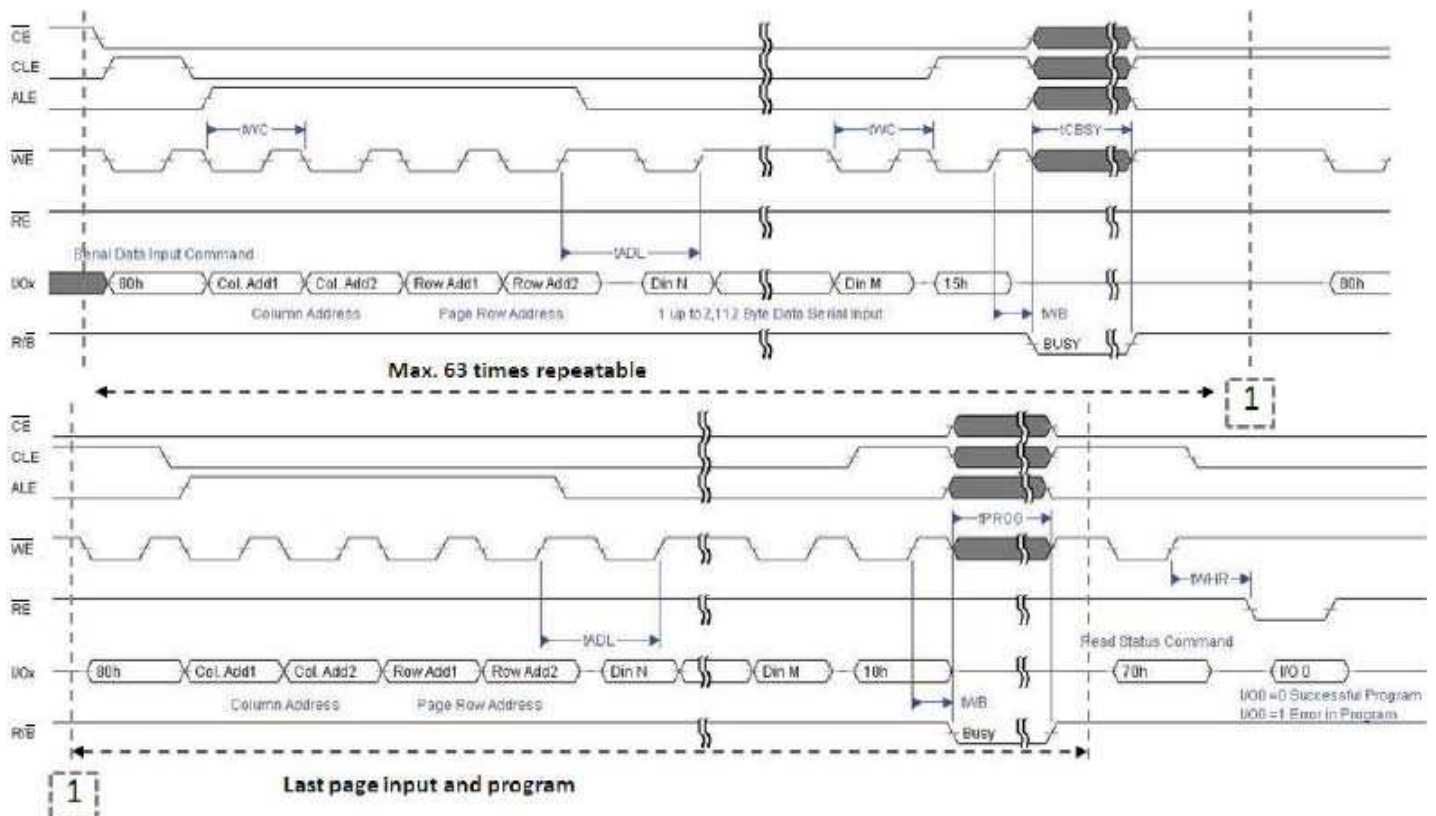 CE
CLE
ALE
tWC
tWC
tCBSY
WE
RE
tADL
Serial Data Input Command
I/Ox
80h
Col. Add1
Col. Add2
Row Add1
Row Add2
Din N
Din M
15h
80h
Column Address
Page Row Address
1 up to 2,112 Byte Data Serial Input
tWB
R/B
BUSY
Max. 63 times repeatable
1
CE
CLE
ALE
tPROG
WE
tWHR
RE
tADL
Read Status Command
I/Ox
80h
Col. Add1
Col. Add2
Row Add1
Row Add2
Din N
Din M
10h
70h
I/O 0
Column Address
Page Row Address
tWB
I/O0 =0 Successful Program
I/O0 =1 Error in Program
R/B
Busy
Last page input and program
1